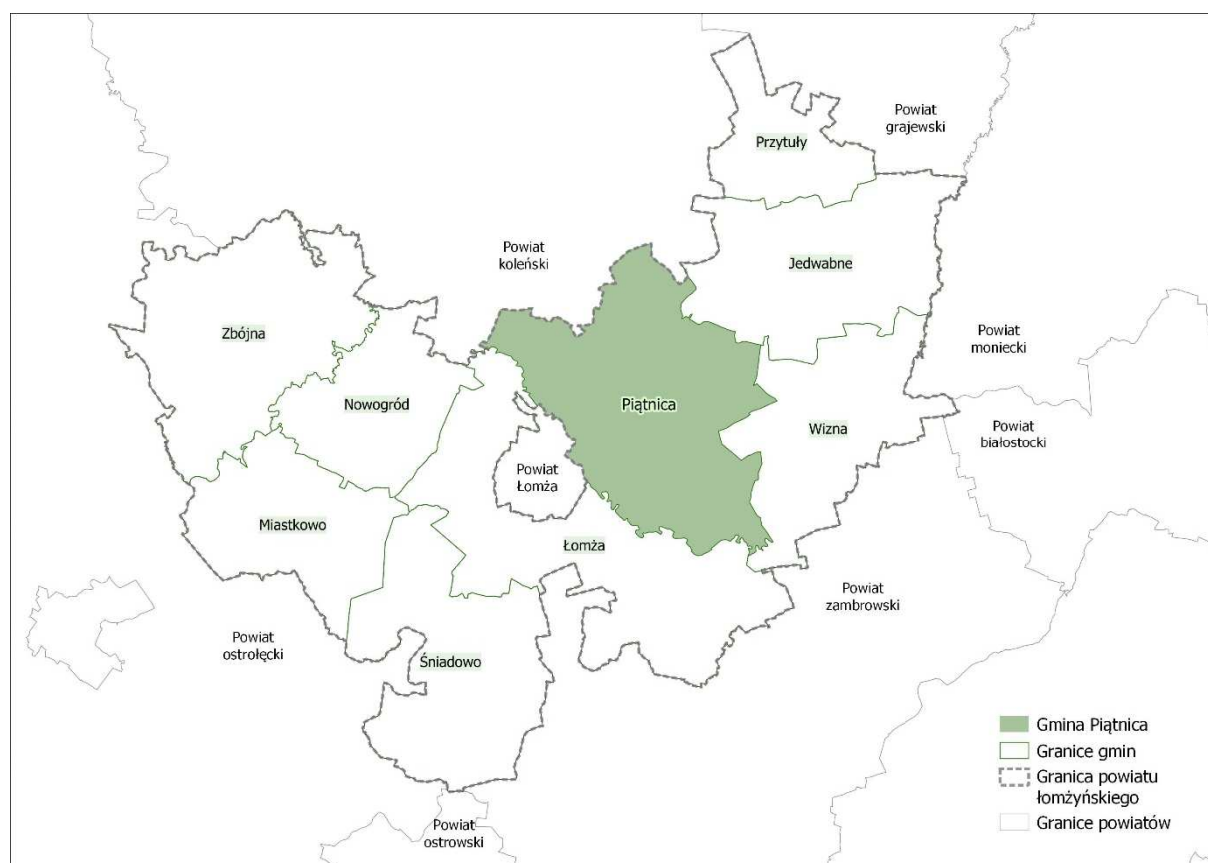 Powiat
grajewski
Przytuły
Powiat
koleński
Jedwabne
Zbójna
Powiat
moniecki
Nowogród
Piątnica
Wizna
Powiat
białostocki
Powiat
Łomża
Miastkowo
Łomża
Powiat
zambrowski
Powiat
ostrołęcki
Śniadowo
Powiat
ostrowski
Gmina Piątnica
Granice gmin
Granica powiatu
łomżyńskiego
Granice powiatów